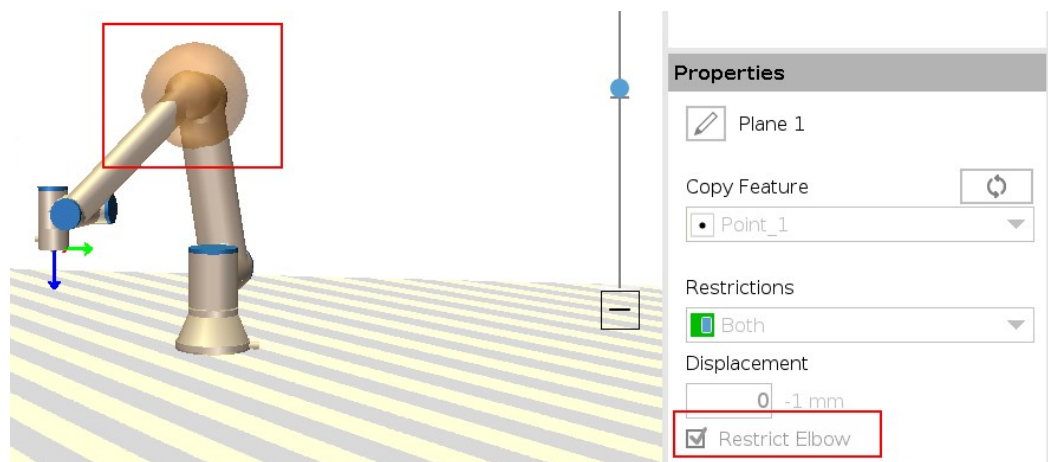 Properties
Plane 1
Copy Feature
Point_1
Restrictions
Both
Displacement
0 -1 mm
Restrict Elbow